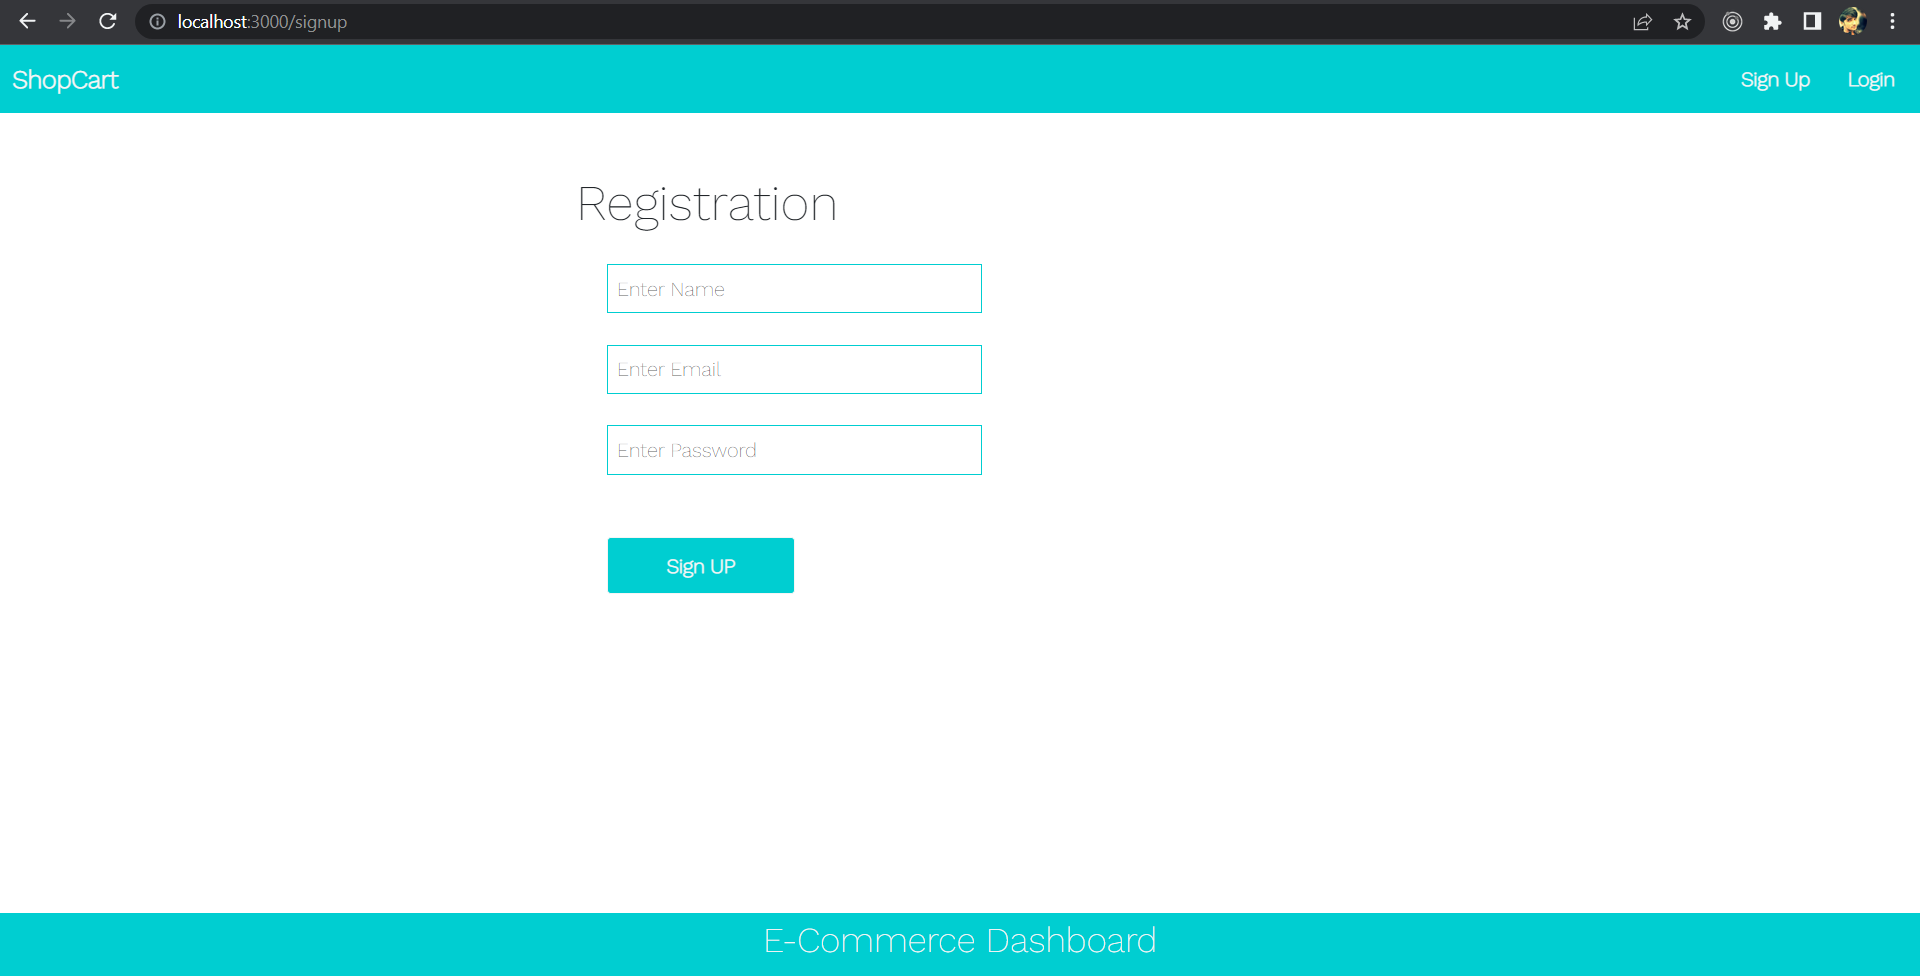 localhost:3000/signup
ShopCart
Sign Up
Login
Registration
Enter Name
Enter Email
Enter Password
Sign UP
E-Commerce Dashboard